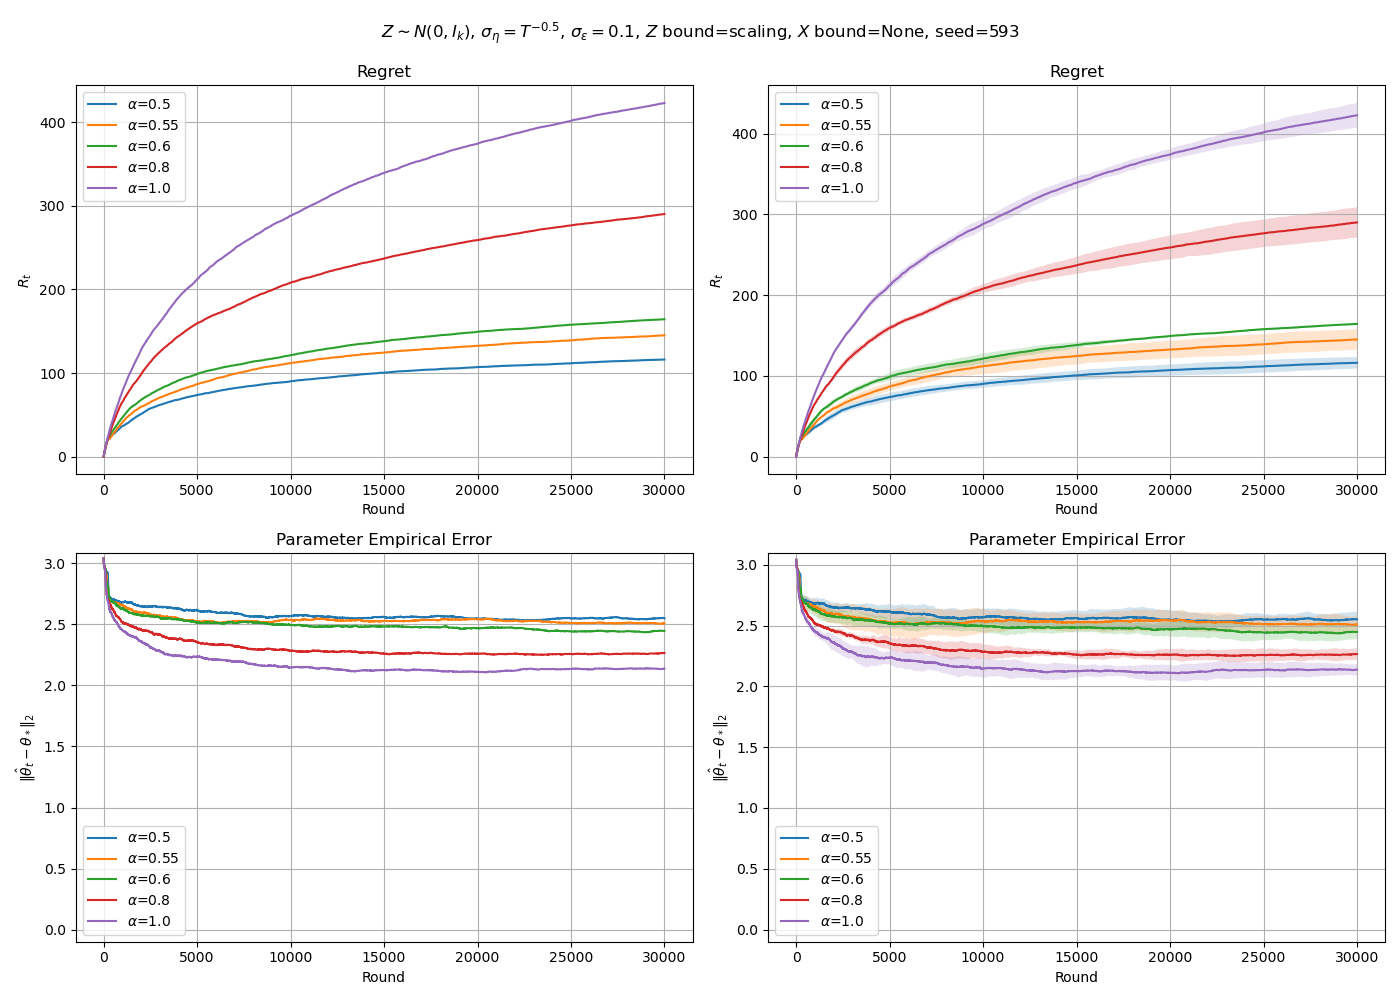 Z ∼ N(0, I_k), σ_η = T^{−0.5}, σ_ε = 0.1, Z bound=scaling, X bound=None, seed=593
Regret
R_t
400
300
200
100
0
α=0.5
α=0.55
α=0.6
α=0.8
α=1.0
0 5000 10000 15000 20000 25000 30000
Round
Regret
R_t
400
300
200
100
0
α=0.5
α=0.55
α=0.6
α=0.8
α=1.0
0 5000 10000 15000 20000 25000 30000
Round
Parameter Empirical Error
‖θ̂_t − θ_*‖_2
3.0
2.5
2.0
1.5
1.0
0.5
0.0
α=0.5
α=0.55
α=0.6
α=0.8
α=1.0
0 5000 10000 15000 20000 25000 30000
Round
Parameter Empirical Error
‖θ̂_t − θ_*‖_2
3.0
2.5
2.0
1.5
1.0
0.5
0.0
α=0.5
α=0.55
α=0.6
α=0.8
α=1.0
0 5000 10000 15000 20000 25000 30000
Round